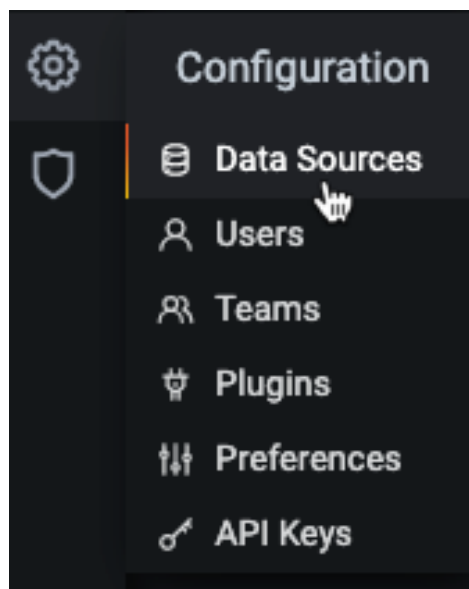 Configuration
Data Sources
Users
Teams
Plugins
Preferences
API Keys